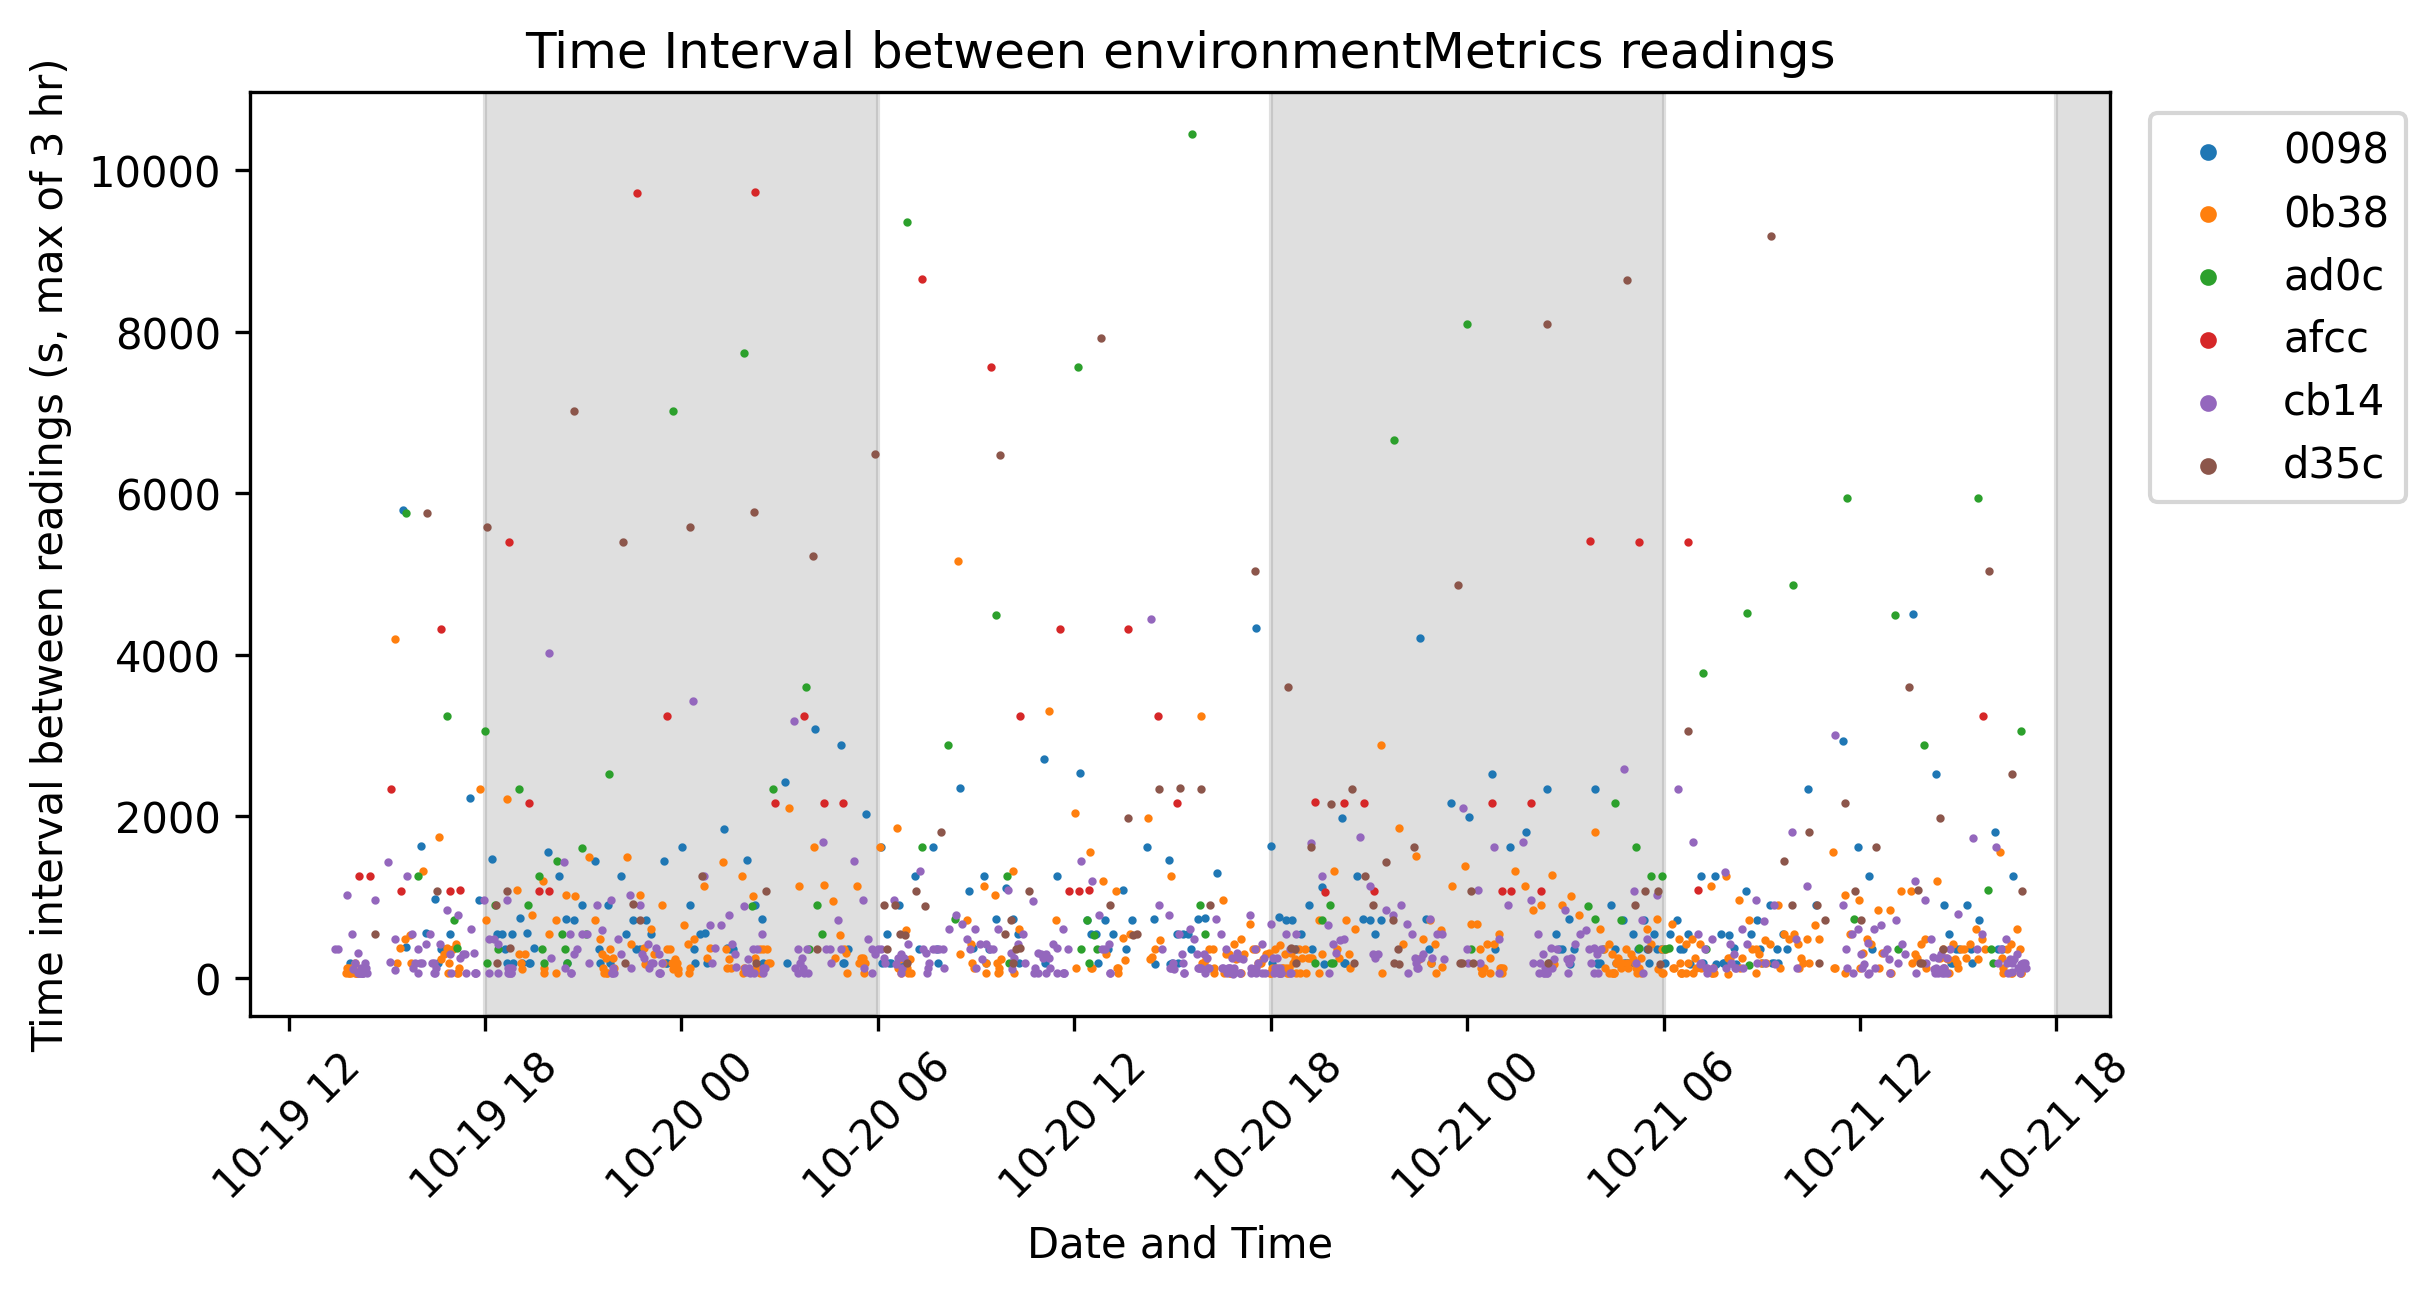 Time Interval between environmentMetrics readings
Time interval between readings (s, max of 3 hr)
10000
8000
6000
4000
2000
0
10-19 12
10-19 18
10-20 00
10-20 06
10-20 12
10-20 18
10-21 00
10-21 06
10-21 12
10-21 18
Date and Time
0098
0b38
ad0c
afcc
cb14
d35c